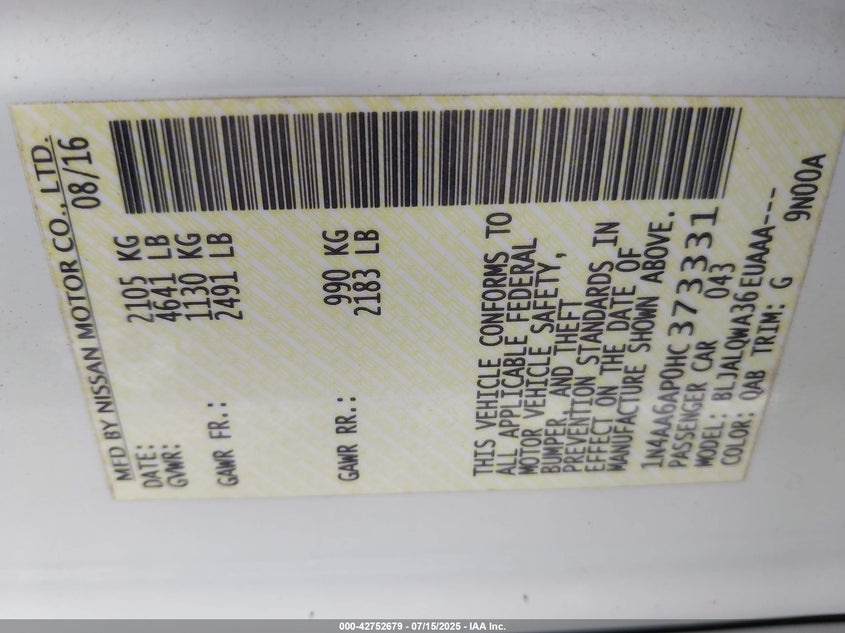 MFD BY NISSAN MOTOR CO., LTD.
DATE: 08/16
GVWR: 2105 KG
4641 LB
GAWR FR.: 1130 KG
2491 LB
GAWR RR.: 990 KG
2183 LB
THIS VEHICLE CONFORMS TO
ALL APPLICABLE FEDERAL
MOTOR VEHICLE SAFETY,
BUMPER, AND THEFT
PREVENTION STANDARDS IN
EFFECT ON THE DATE OF
MANUFACTURE SHOWN ABOVE.
1N4AA6AP0HC373331
PASSENGER CAR 043
MODEL: BLJALQWA36EUAAA---
COLOR: QAB TRIM: G 9N00A
000-42752679 - 07/15/2025 - IAA Inc.